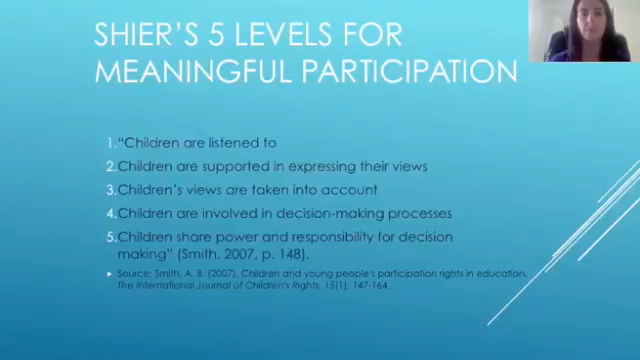 SHIER'S 5 LEVELS FOR
MEANINGFUL PARTICIPATION
1. "Children are listened to
2. Children are supported in expressing their views
3. Children's views are taken into account
4. Children are involved in decision-making processes
5. Children share power and responsibility for decision
making" (Smith, 2007, p. 148).
Source: Smith, A. B. (2007). Children and young people's participation rights in education.
The International Journal of Children's Rights, 15(1), 147-164.